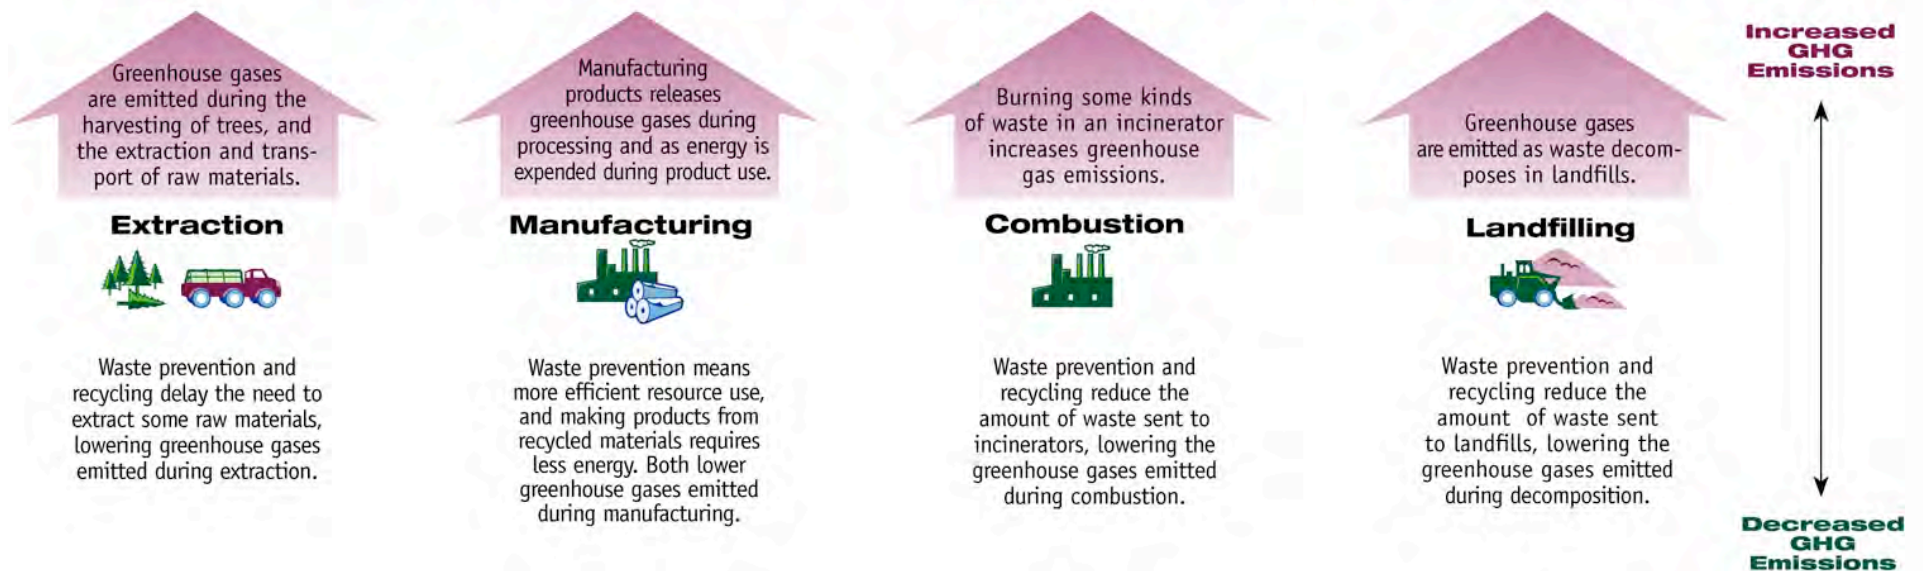 Greenhouse gases
are emitted during the
harvesting of trees, and
the extraction and trans-
port of raw materials.
Extraction
Waste prevention and
recycling delay the need to
extract some raw materials,
lowering greenhouse gases
emitted during extraction.
Manufacturing
products releases
greenhouse gases during
processing and as energy is
expended during product use.
Manufacturing
Waste prevention means
more efficient resource use,
and making products from
recycled materials requires
less energy. Both lower
greenhouse gases emitted
during manufacturing.
Burning some kinds
of waste in an incinerator
increases greenhouse
gas emissions.
Combustion
Waste prevention and
recycling reduce the
amount of waste sent to
incinerators, lowering the
greenhouse gases emitted
during combustion.
Greenhouse gases
are emitted as waste decom-
poses in landfills.
Landfilling
Waste prevention and
recycling reduce the
amount of waste sent
to landfills, lowering the
greenhouse gases emitted
during decomposition.
Increased
GHG
Emissions
Decreased
GHG
Emissions